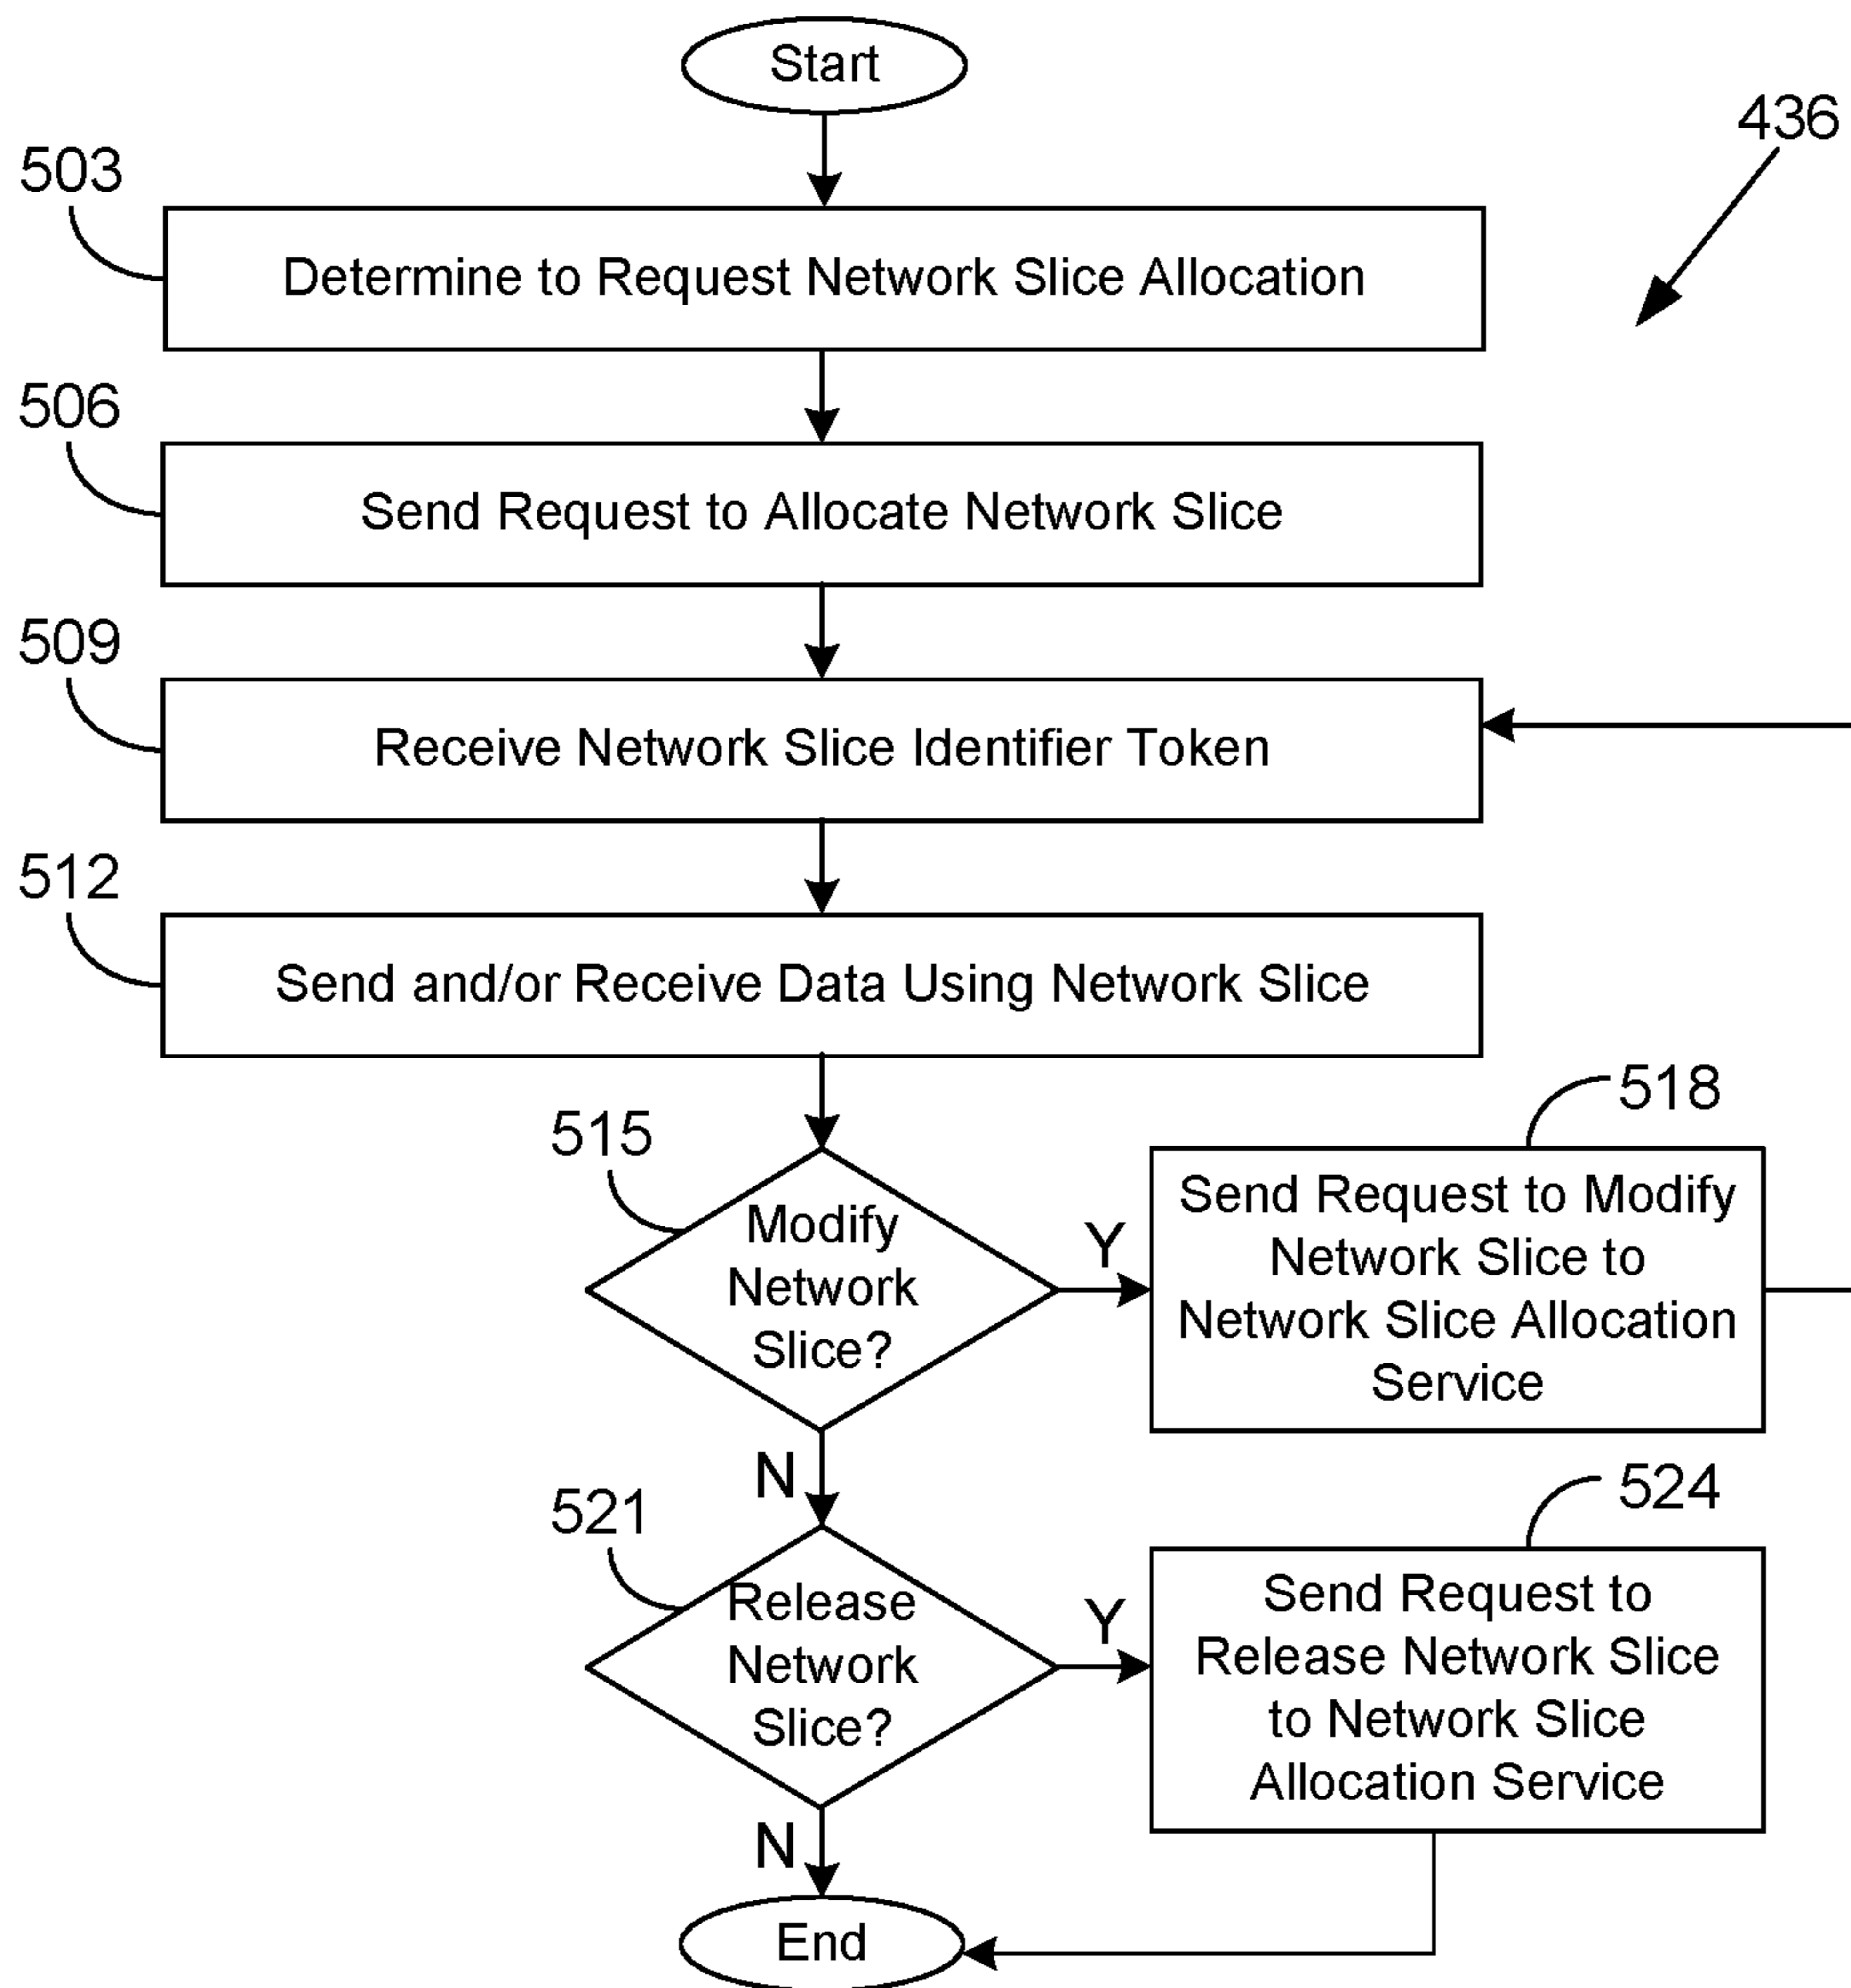 Start
436
503
Determine to Request Network Slice Allocation
506
Send Request to Allocate Network Slice
509
Receive Network Slice Identifier Token
512
Send and/or Receive Data Using Network Slice
515
Modify
Network
Slice?
Y
518
Send Request to Modify
Network Slice to
Network Slice Allocation
Service
N
521
Release
Network
Slice?
Y
524
Send Request to
Release Network Slice
to Network Slice
Allocation Service
N
End